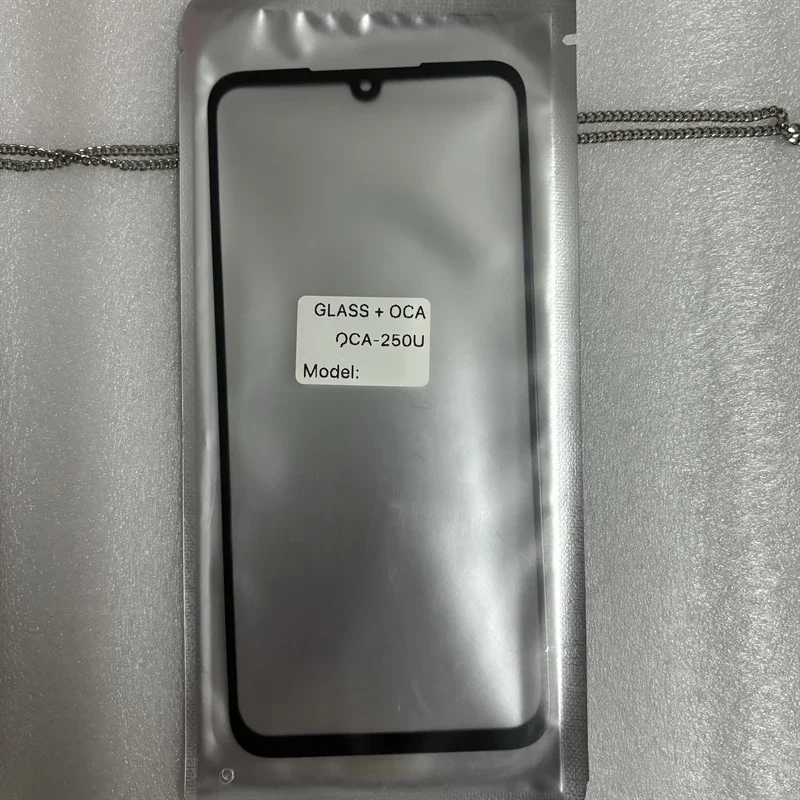 GLASS + OCA
OCA-250U
Model: